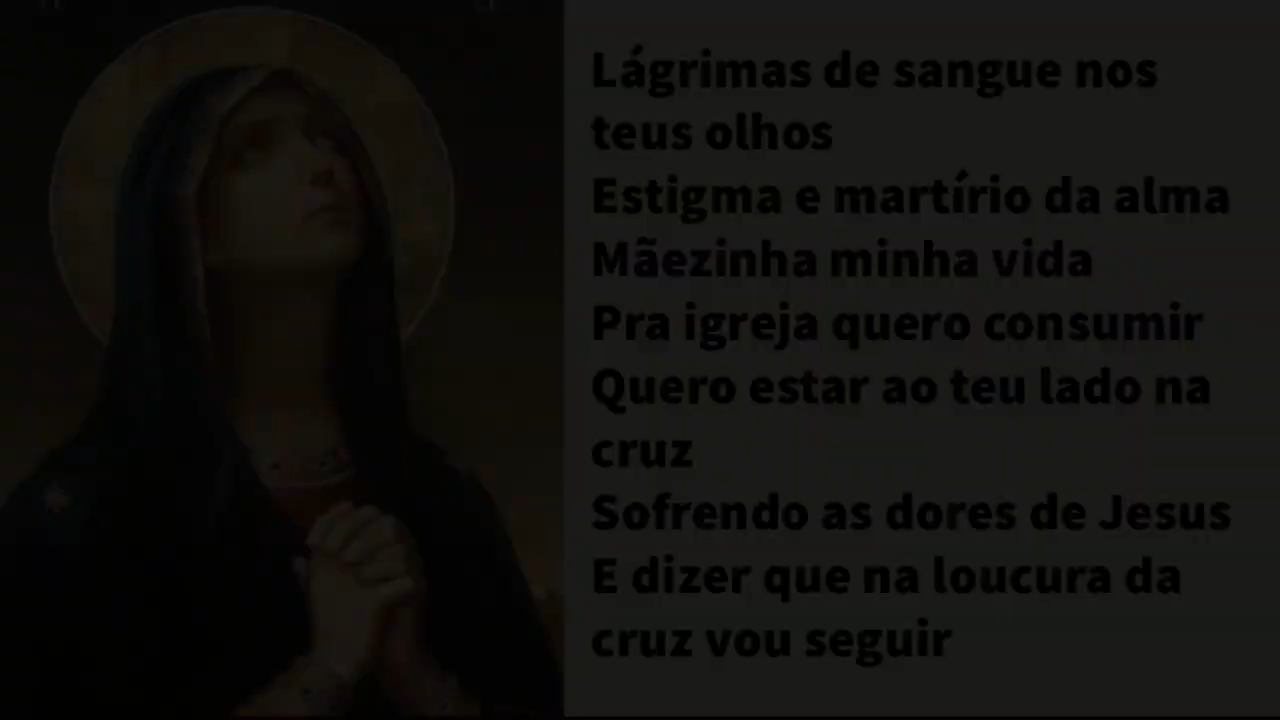 Lágrimas de sangue nos
teus olhos
Estigma e martírio da alma
Mãezinha minha vida
Pra igreja quero consumir
Quero estar ao teu lado na
cruz
Sofrendo as dores de Jesus
E dizer que na loucura da
cruz vou seguir